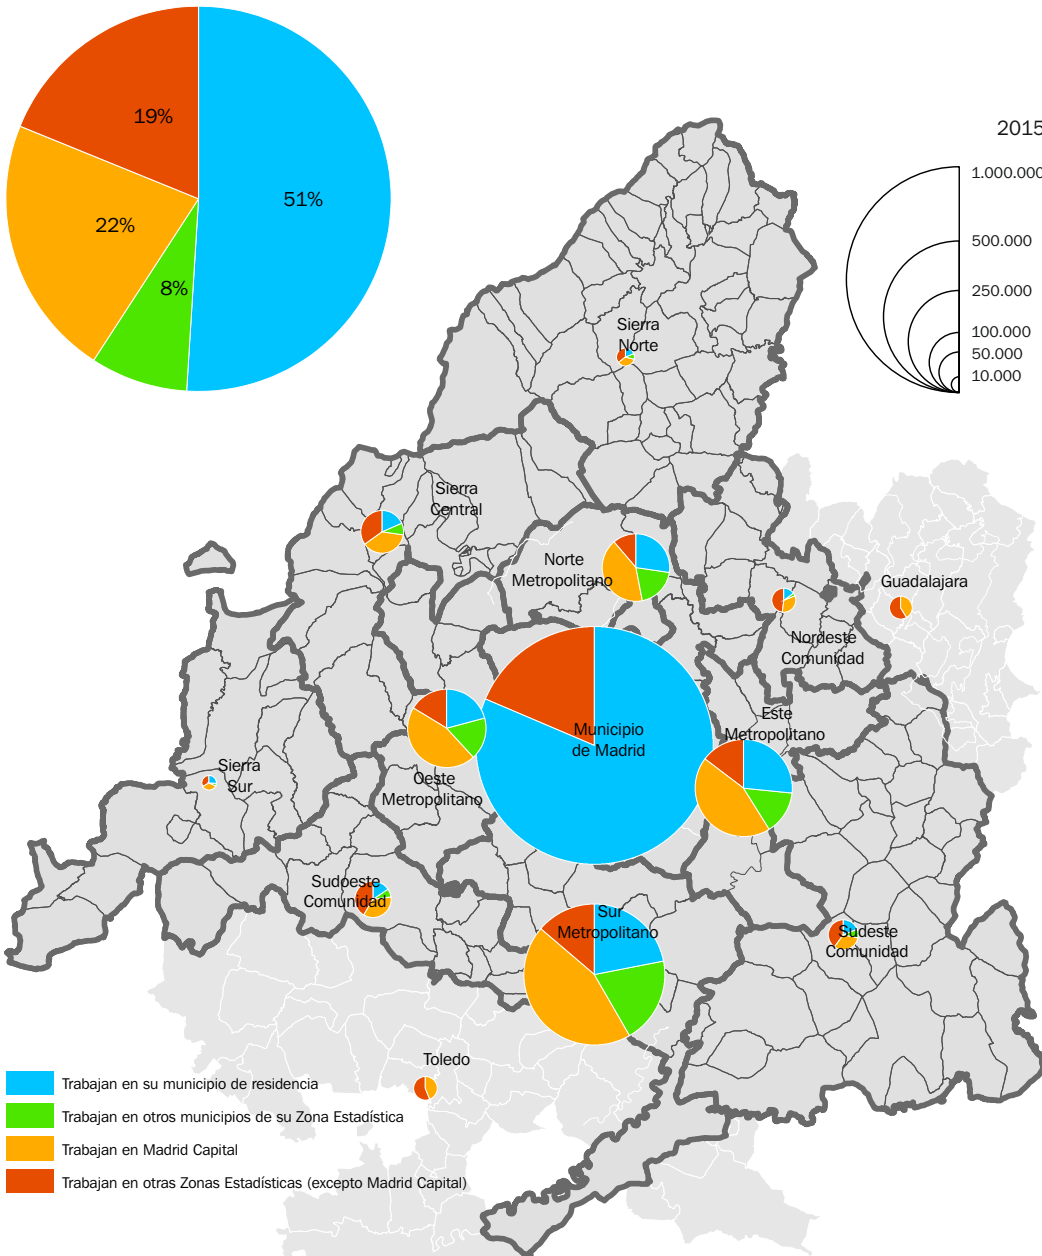 2015
19%
51%
22%
8%
1.000.000
500.000
250.000
100.000
50.000
10.000
Sierra
Norte
Sierra
Central
Norte
Metropolitano
Guadalajara
Nordeste
Comunidad
Este
Metropolitano
Municipio
de Madrid
Sierra
Sur
Oeste
Metropolitano
Sudoeste
Comunidad
Sur
Metropolitano
Sudeste
Comunidad
Toledo
Trabajan en su municipio de residencia
Trabajan en otros municipios de su Zona Estadística
Trabajan en Madrid Capital
Trabajan en otras Zonas Estadísticas (excepto Madrid Capital)